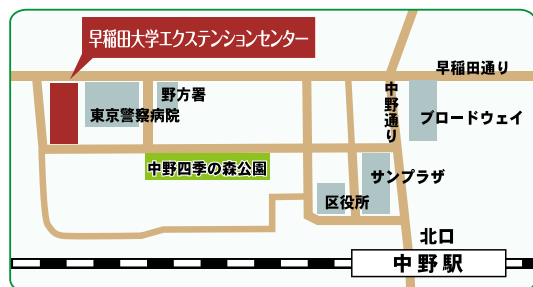 早稲田大学エクステンションセンター
早稲田通り
野方署
東京警察病院
中野通り
ブロードウェイ
中野四季の森公園
サンプラザ
区役所
北口
中野駅